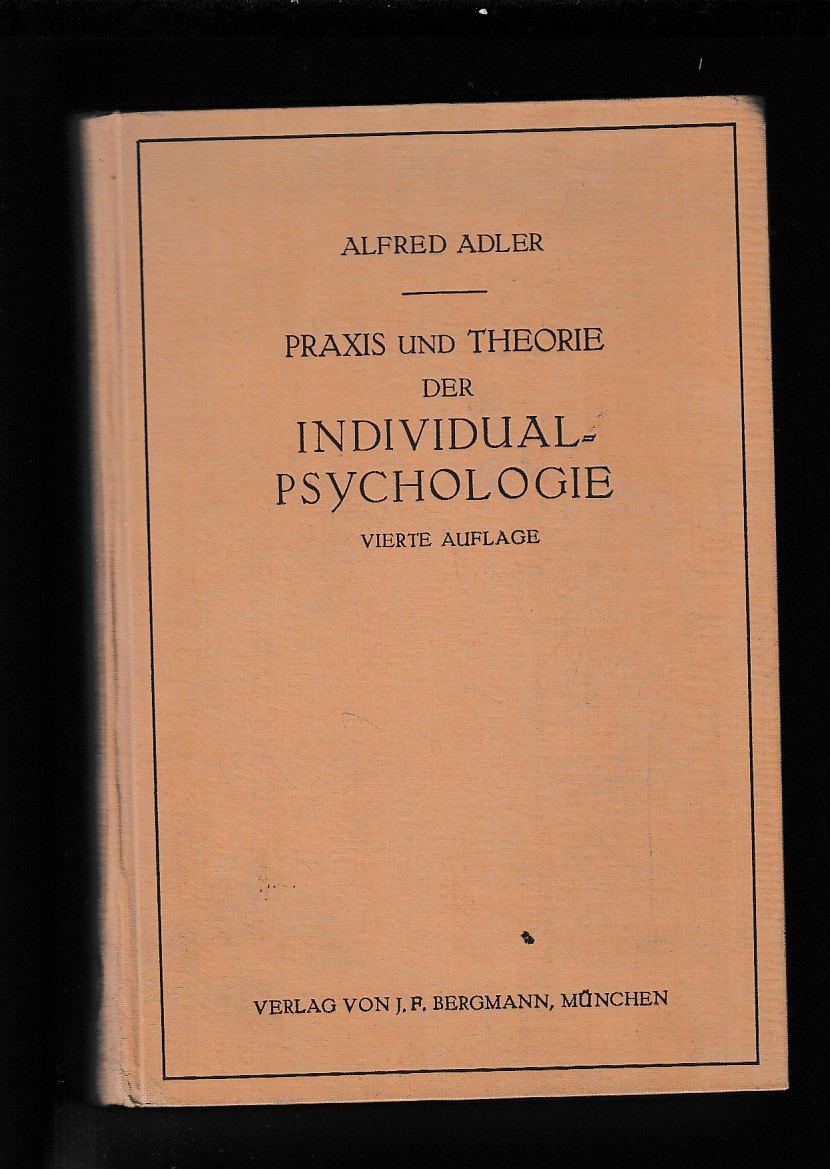 ALFRED ADLER
PRAXIS UND THEORIE
DER
INDIVIDUAL-
PSYCHOLOGIE
VIERTE AUFLAGE
VERLAG VON J. F. BERGMANN, MÜNCHEN